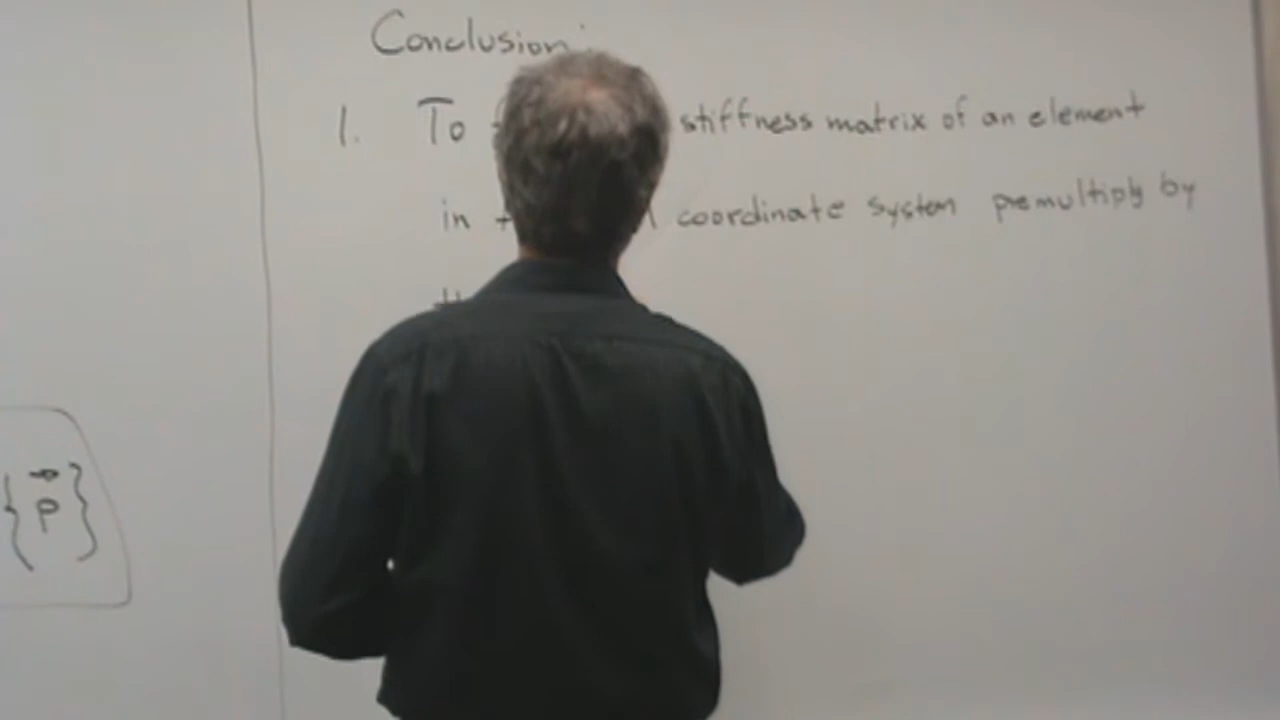 Conclusion:
1. To stiffness matrix of an element
in coordinate system premultiply by
{P}